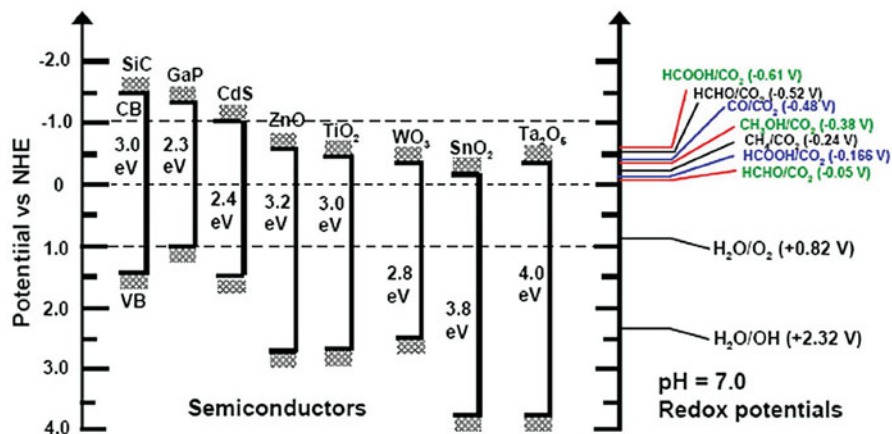 Potentiial vs NHE
-2.0
-1.0
0
1.0
2.0
3.0
4.0
SiC
CB
3.0
eV
VB
GaP
2.3
eV
CdS
2.4
eV
ZnO
3.2
eV
TiO₂
3.0
eV
WO₃
2.8
eV
SnO₂
3.8
eV
Ta₂O₅
4.0
eV
Semiconductors
HCOOH/CO₂ (-0.61 V)
HCHO/CO₂ (-0.52 V)
CO/CO₂ (-0.48 V)
CH₃OH/CO₂ (-0.38 V)
CH₄/CO₂ (-0.24 V)
HCOOH/CO₂ (-0.166 V)
HCHO/CO₂ (-0.05 V)
H₂O/O₂ (+0.82 V)
H₂O/OH (+2.32 V)
pH = 7.0
Redox potentials